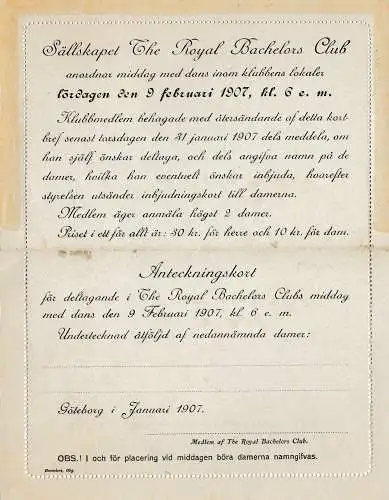 Sällskapet The Royal Bachelors Club
anordnar middag med dans inom klubbens lokaler
lördagen den 9 februari 1907, kl. 6 e. m.
Klubbmedlem behagade med återsändande af detta kort-
bref senast torsdagen den 31 januari 1907 dels meddela, om
han själf önskar deltaga, och dels angifva namn på de
damer, hvilka han eventuelt önskar inbjuda, hvarefter
styrelsen utsänder inbjudningskort till damerna.
Medlem äger anmäla högst 2 damer.
Priset i ett för allt är: 30 kr. för herre och 10 kr. för dam.
Anteckningskort
för deltagande i The Royal Bachelors Clubs middag
med dans den 9 Februari 1907, kl. 6 e. m.
Undertecknad åtföljd af nedannämnda damer:
Göteborg i Januari 1907.
Medlem af The Royal Bachelors Club.
OBS.! I och för placering vid middagen böra damerna namngifvas.